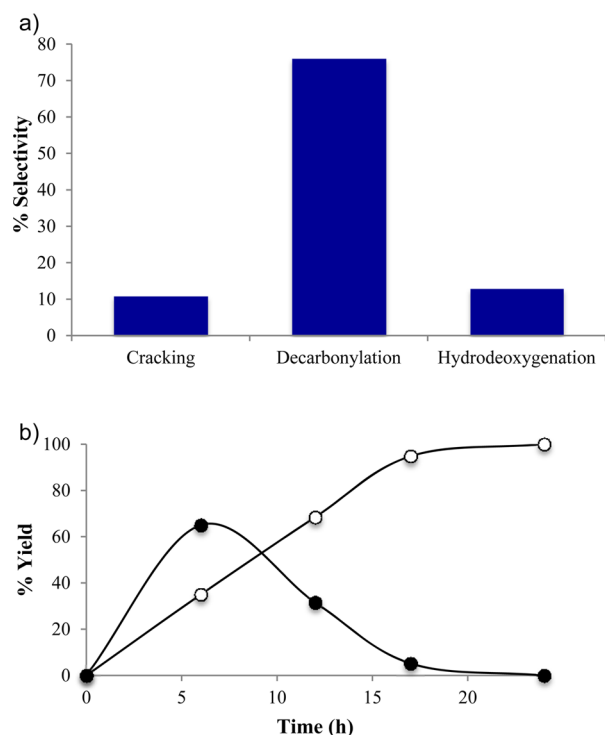 a)
80
70
60
50
40
30
20
10
0
% Selectivity
Cracking Decarbonylation Hydrodeoxygenation
b)
100
80
60
40
20
0
% Yield
0 5 10 15 20
Time (h)